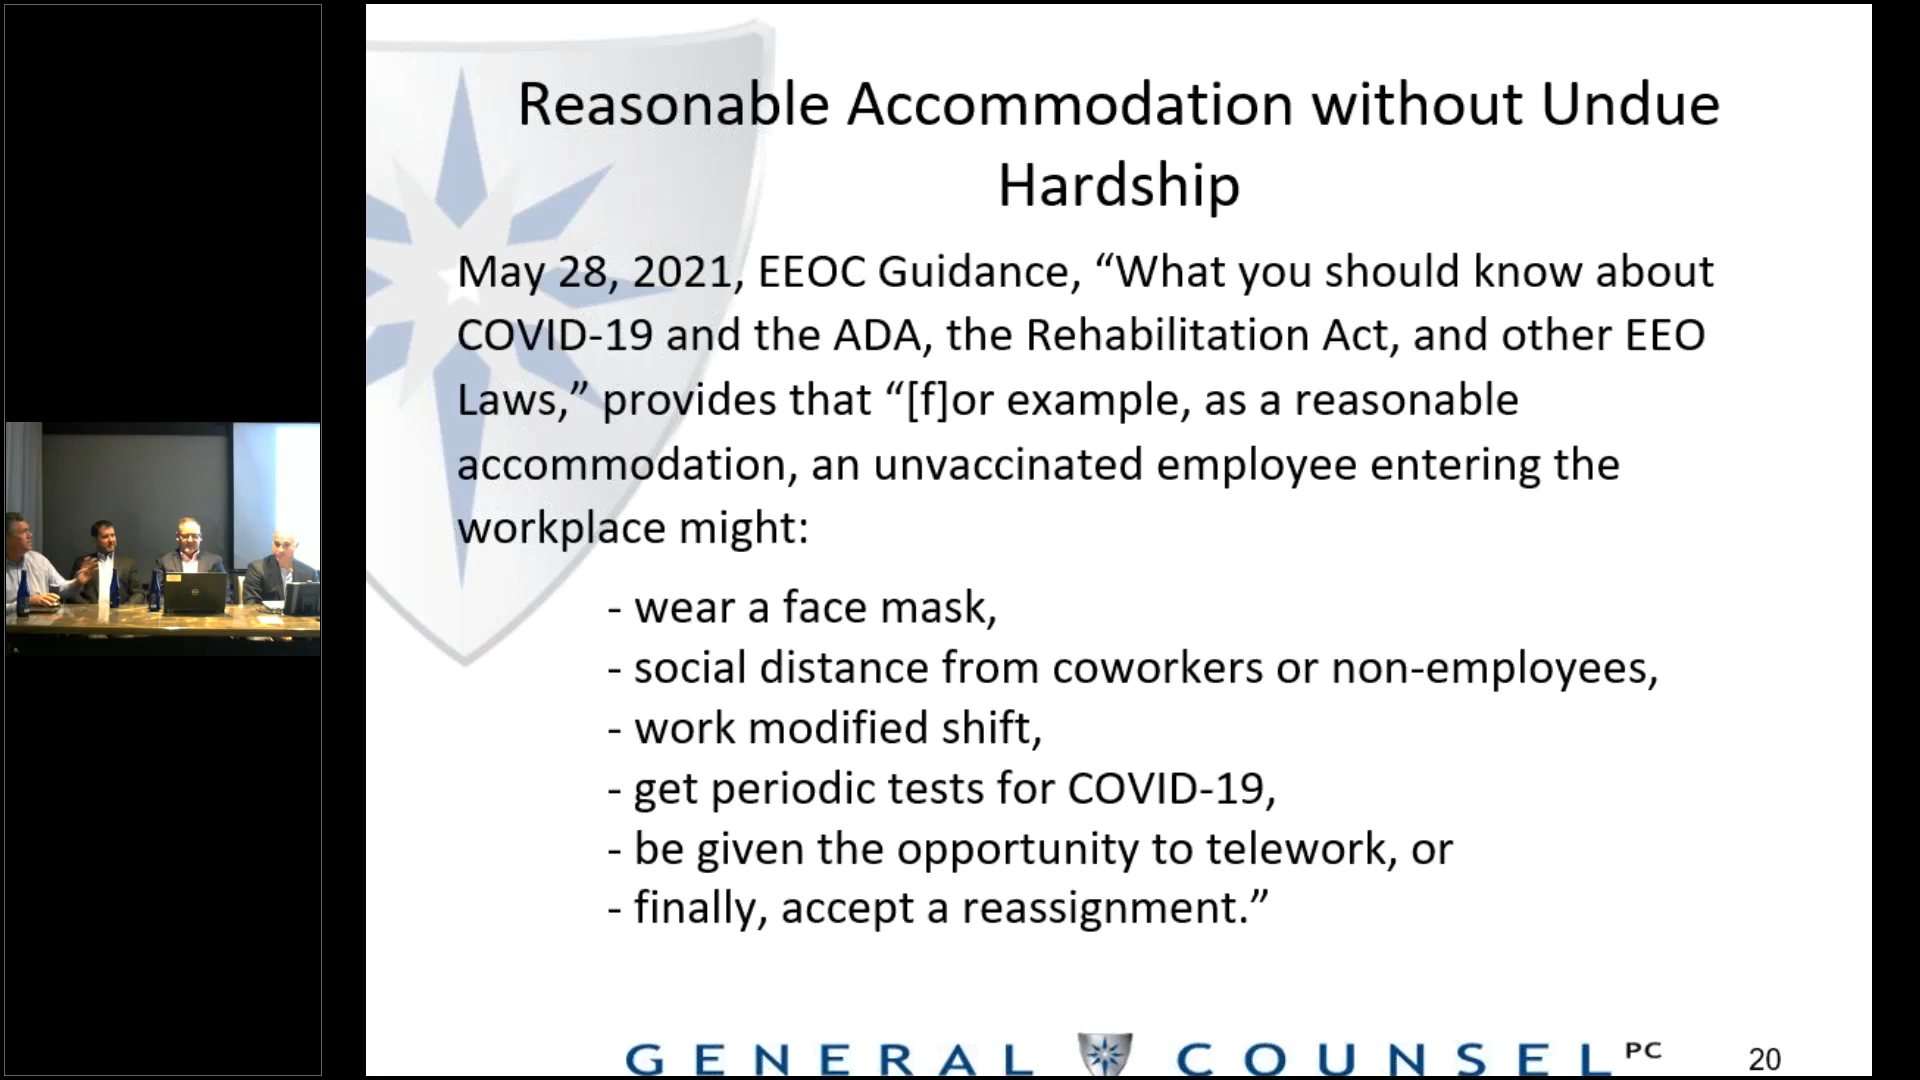 Reasonable Accommodation without Undue
Hardship
May 28, 2021, EEOC Guidance, “What you should know about
COVID-19 and the ADA, the Rehabilitation Act, and other EEO
Laws,” provides that “[f]or example, as a reasonable
accommodation, an unvaccinated employee entering the
workplace might:
- wear a face mask,
- social distance from coworkers or non-employees,
- work modified shift,
- get periodic tests for COVID-19,
- be given the opportunity to telework, or
- finally, accept a reassignment.”
GENERAL COUNSEL PC
20